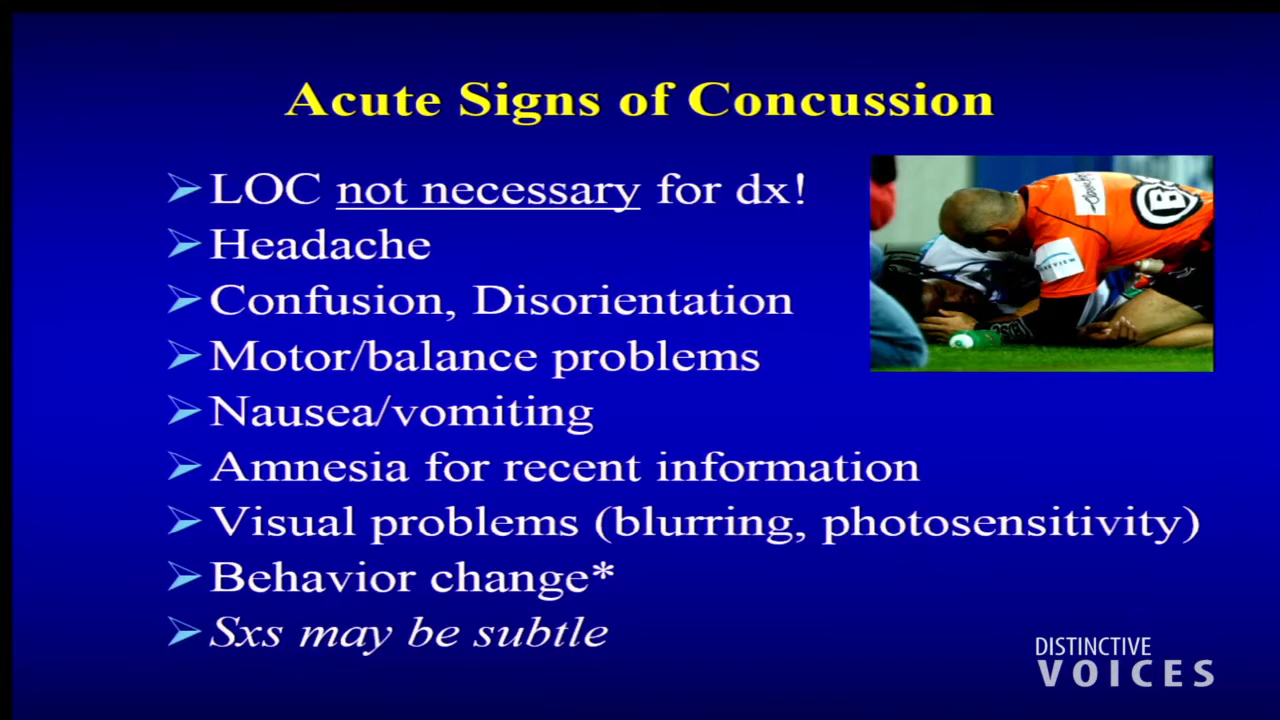 Acute Signs of Concussion
➢ LOC not necessary for dx!
➢ Headache
➢ Confusion, Disorientation
➢ Motor/balance problems
➢ Nausea/vomiting
➢ Amnesia for recent information
➢ Visual problems (blurring, photosensitivity)
➢ Behavior change*
➢ Sxs may be subtle
DISTINCTIVE
VOICES